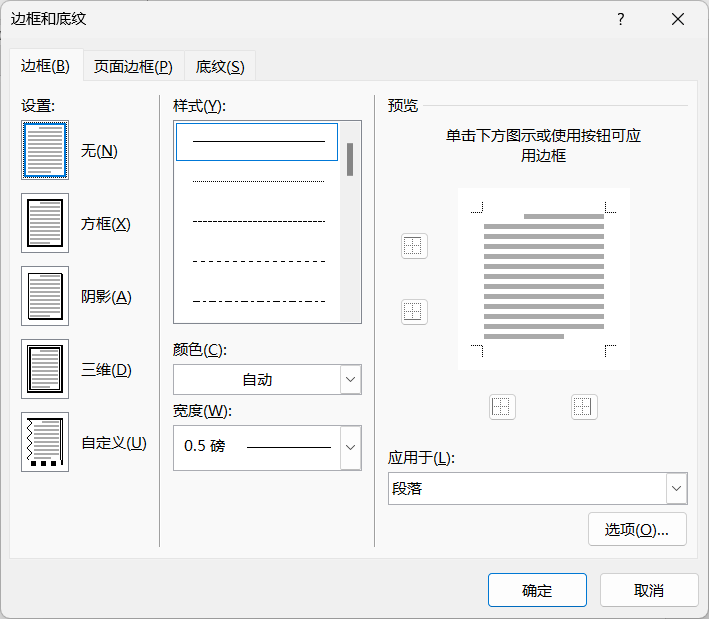 边框和底纹
?
边框(B)
页面边框(P)
底纹(S)
设置:
无(N)
方框(X)
阴影(A)
三维(D)
自定义(U)
样式(Y):
颜色(C):
自动
宽度(W):
0.5 磅
预览
单击下方图示或使用按钮可应
用边框
应用于(L):
段落
选项(O)...
确定
取消